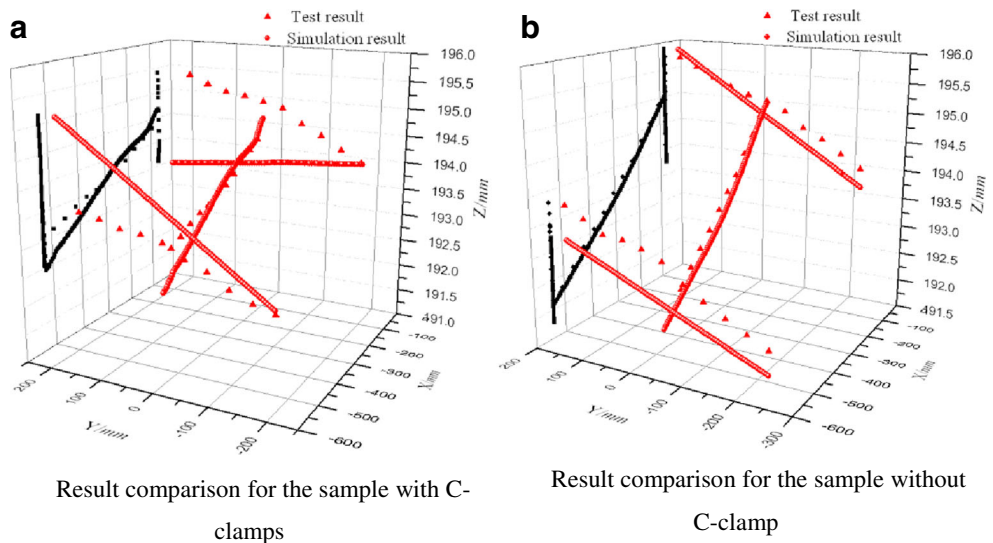 a
Test result
Simulation result
196.0
195.5
195.0
194.5
194.0
193.5
193.0
192.5
192.0
191.5
491.0
Z/mm
-100
-200
-300
-400
-500
-600
X/mm
200
100
0
-100
-200
Y/mm
Result comparison for the sample with C-
clamps
b
Test result
Simulation result
196.0
195.5
195.0
194.5
194.0
193.5
193.0
192.5
192.0
491.5
Z/mm
-100
-200
-300
-400
-500
-600
X/mm
200
100
0
-100
-200
-300
Y/mm
Result comparison for the sample without
C-clamp